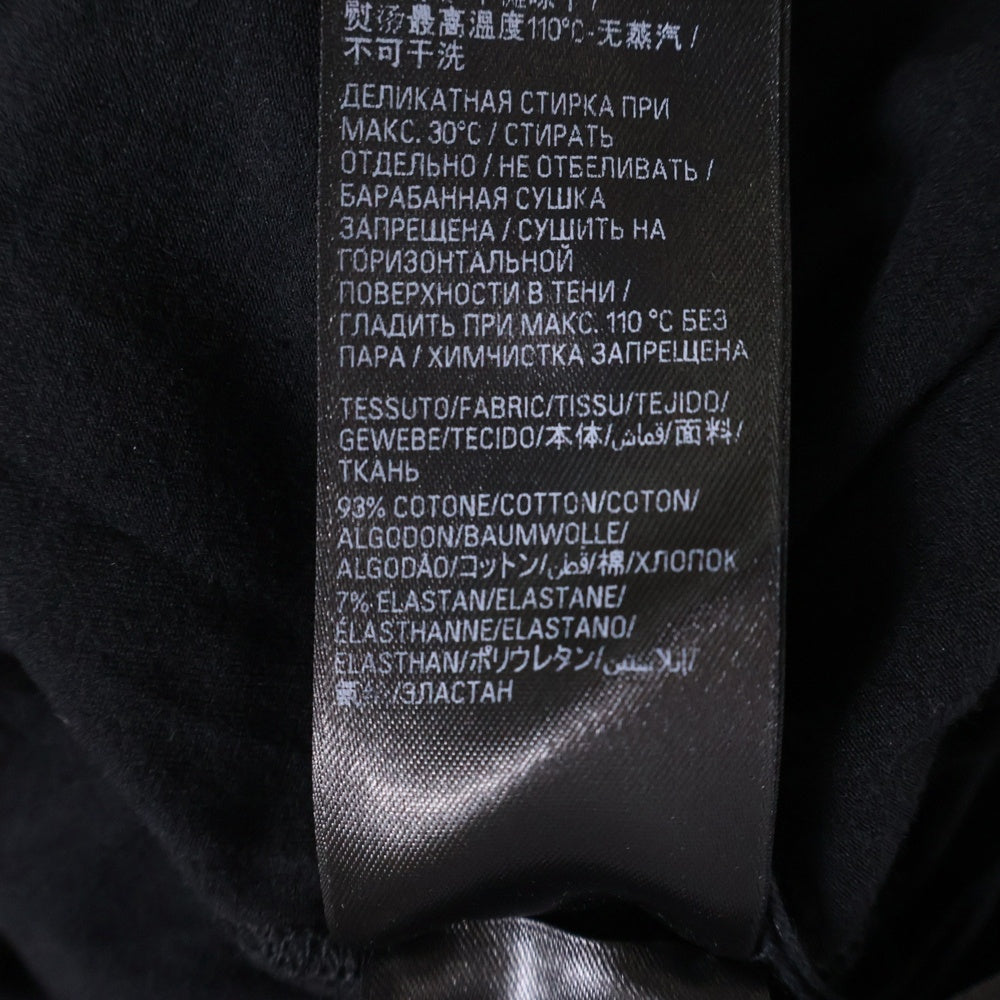 熨烫最高温度110°C-无蒸汽 /
不可干洗
ДЕЛИКАТНАЯ СТИРКА ПРИ
МАКС. 30°C / СТИРАТЬ
ОТДЕЛЬНО / НЕ ОТБЕЛИВАТЬ /
БАРАБАННАЯ СУШКА
ЗАПРЕЩЕНА / СУШИТЬ НА
ГОРИЗОНТАЛЬНОЙ
ПОВЕРХНОСТИ В ТЕНИ /
ГЛАДИТЬ ПРИ МАКС. 110 °C БЕЗ
ПАРА / ХИМЧИСТКА ЗАПРЕЩЕНА
TESSUTO/FABRIC/TISSU/TEJIDO/
GEWEBE/TECIDO/本体/قماش/面料/
ТКАНЬ
93% COTONE/COTTON/COTON/
ALGODON/BAUMWOLLE/
ALGODÃO/コットン/قطن/棉/ХЛОПОК
7% ELASTAN/ELASTANE/
ÉLASTHANNE/ELASTANO/
ELASTHAN/ポリウレタン/إيلاستين/
/ЭЛАСТАН